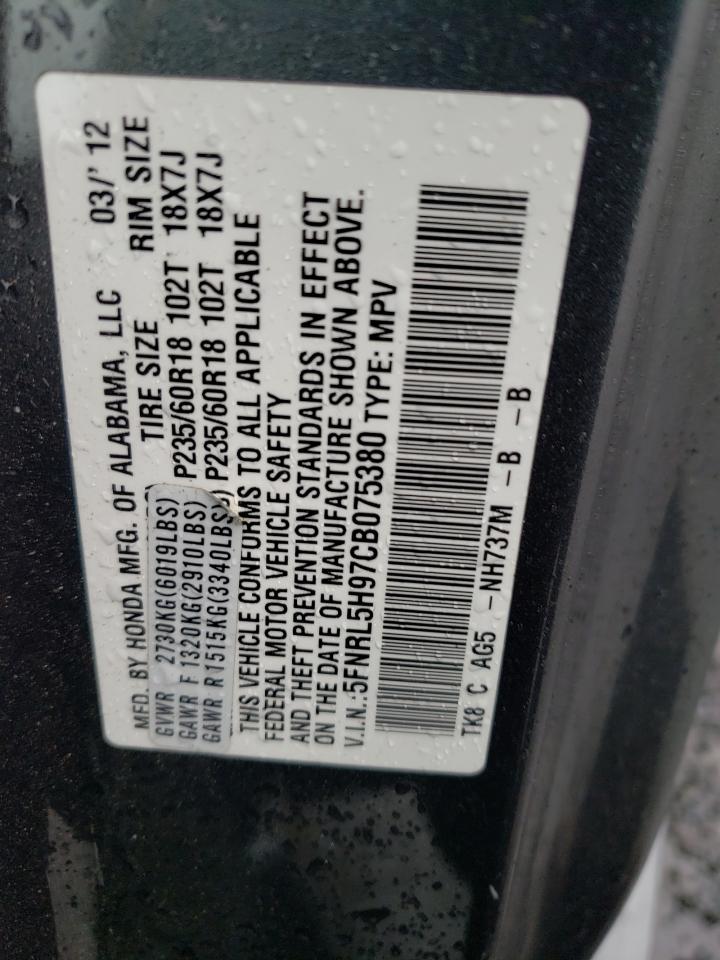 MFD. BY HONDA MFG. OF ALABAMA, LLC 03/' 12
TIRE SIZE RIM SIZE
GVWR 2730KG(6019LBS)
GAWR F 1320KG(2910LBS) P235/60R18 102T 18X7J
GAWR R 1515KG(3340LBS) P235/60R18 102T 18X7J
THIS VEHICLE CONFORMS TO ALL APPLICABLE
FEDERAL MOTOR VEHICLE SAFETY
AND THEFT PREVENTION STANDARDS IN EFFECT
ON THE DATE OF MANUFACTURE SHOWN ABOVE.
V.I.N.:5FNRL5H97CB075380 TYPE: MPV
TK8 C AG5 -NH737M -B -B